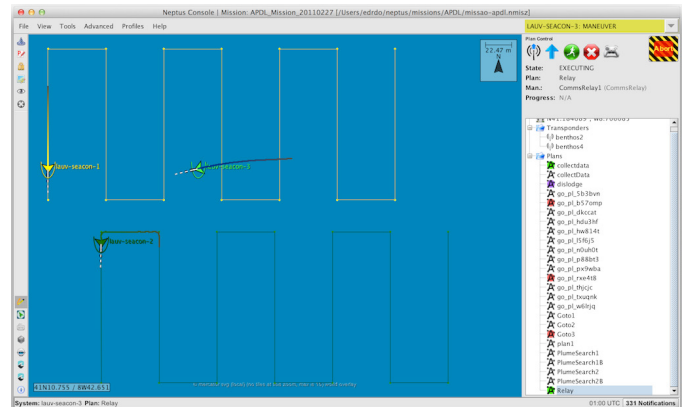 Neptus Console | Mission: APDL_Mission_20110227 [/Users/edrdo/neptus/missions/APDL/missao-apdl.nmisz]
File View Tools Advanced Profiles Help
LAUV-SEACON-3: MANEUVER
Plan Control
Abort
State: EXECUTING
Plan: Relay
Man.: CommsRelay1 (CommsRelay)
Progress: N/A
22.47 m
N
lauv-seacon-1
lauv-seacon-3
lauv-seacon-2
Transponders
benthos2
benthos4
Plans
collectdata
collectData
dislodge
go_pl_5b3bvn
go_pl_b57omp
go_pl_dkccat
go_pl_hdu3hf
go_pl_hw814t
go_pl_l5f6j5
go_pl_n0uh0t
go_pl_p88bt3
go_pl_px9wba
go_pl_rxe4t8
go_pl_thjcjc
go_pl_txuqnk
go_pl_w6lrjq
Goto1
Goto2
Goto3
plan1
PlumeSearch1
PlumeSearch1B
PlumeSearch2
PlumeSearch2B
Relay
41N10.755 / 8W42.651
System: lauv-seacon-3 Plan: Relay
01:00 UTC
331 Notifications